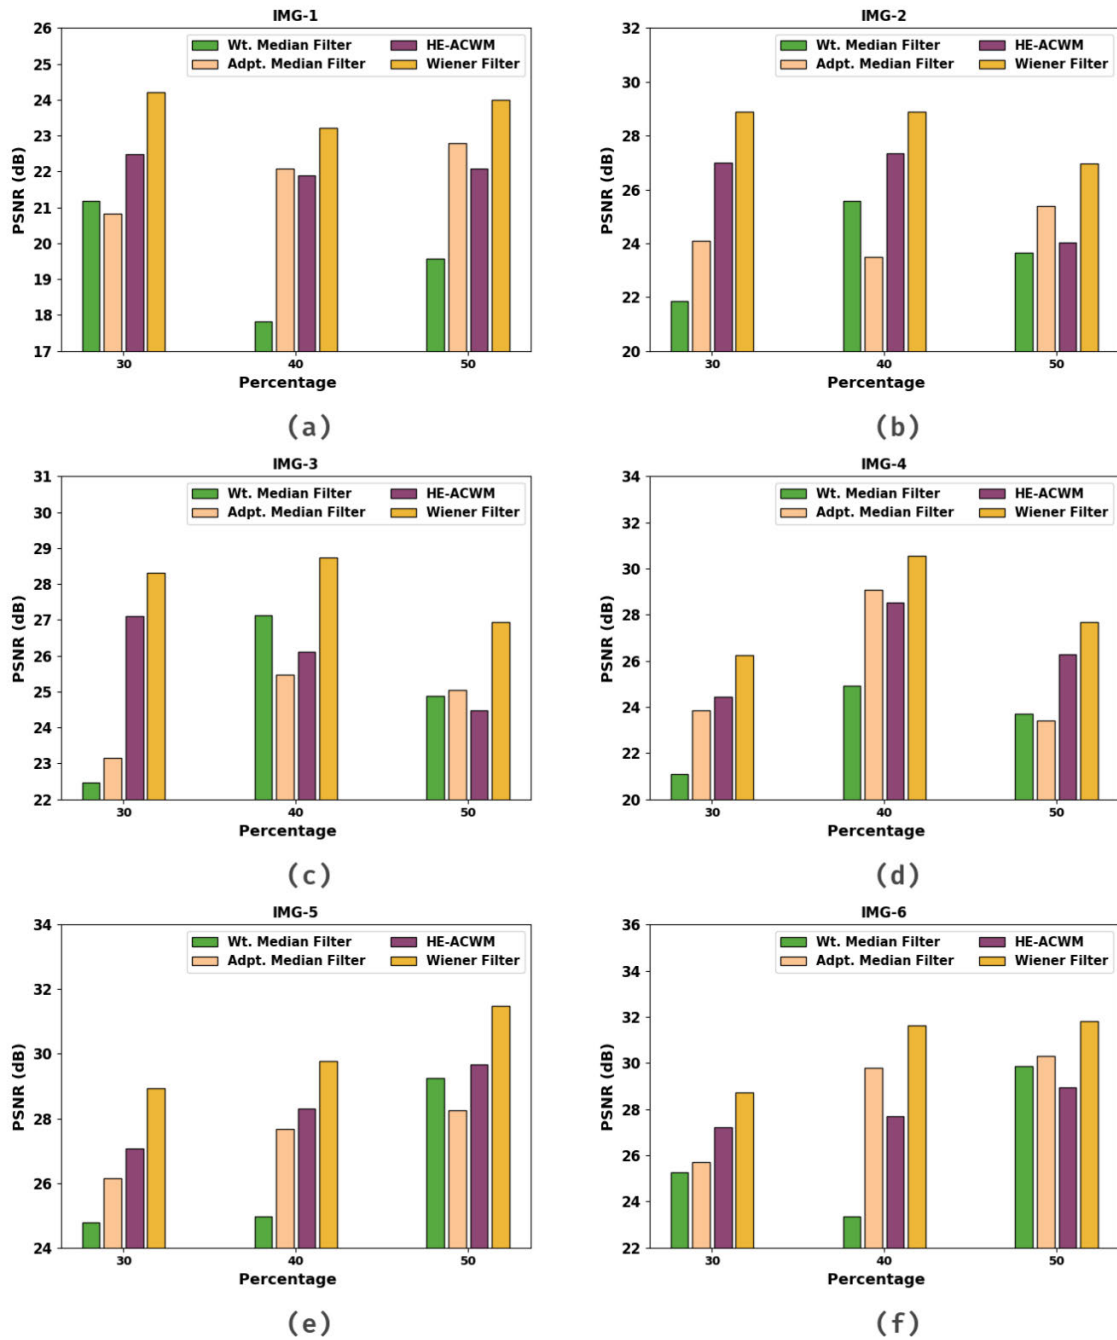 IMG-1
26
25
24
23
22
21
20
19
18
17
PSNR (dB)
Wt. Median Filter
Adpt. Median Filter
HE-ACWM
Wiener Filter
30 40 50
Percentage
(a)
IMG-2
32
30
28
26
24
22
20
PSNR (dB)
Wt. Median Filter
Adpt. Median Filter
HE-ACWM
Wiener Filter
30 40 50
Percentage
(b)
IMG-3
31
30
29
28
27
26
25
24
23
22
PSNR (dB)
Wt. Median Filter
Adpt. Median Filter
HE-ACWM
Wiener Filter
30 40 50
Percentage
(c)
IMG-4
34
32
30
28
26
24
22
20
PSNR (dB)
Wt. Median Filter
Adpt. Median Filter
HE-ACWM
Wiener Filter
30 40 50
Percentage
(d)
IMG-5
34
32
30
28
26
24
PSNR (dB)
Wt. Median Filter
Adpt. Median Filter
HE-ACWM
Wiener Filter
30 40 50
Percentage
(e)
IMG-6
36
34
32
30
28
26
24
22
PSNR (dB)
Wt. Median Filter
Adpt. Median Filter
HE-ACWM
Wiener Filter
30 40 50
Percentage
(f)